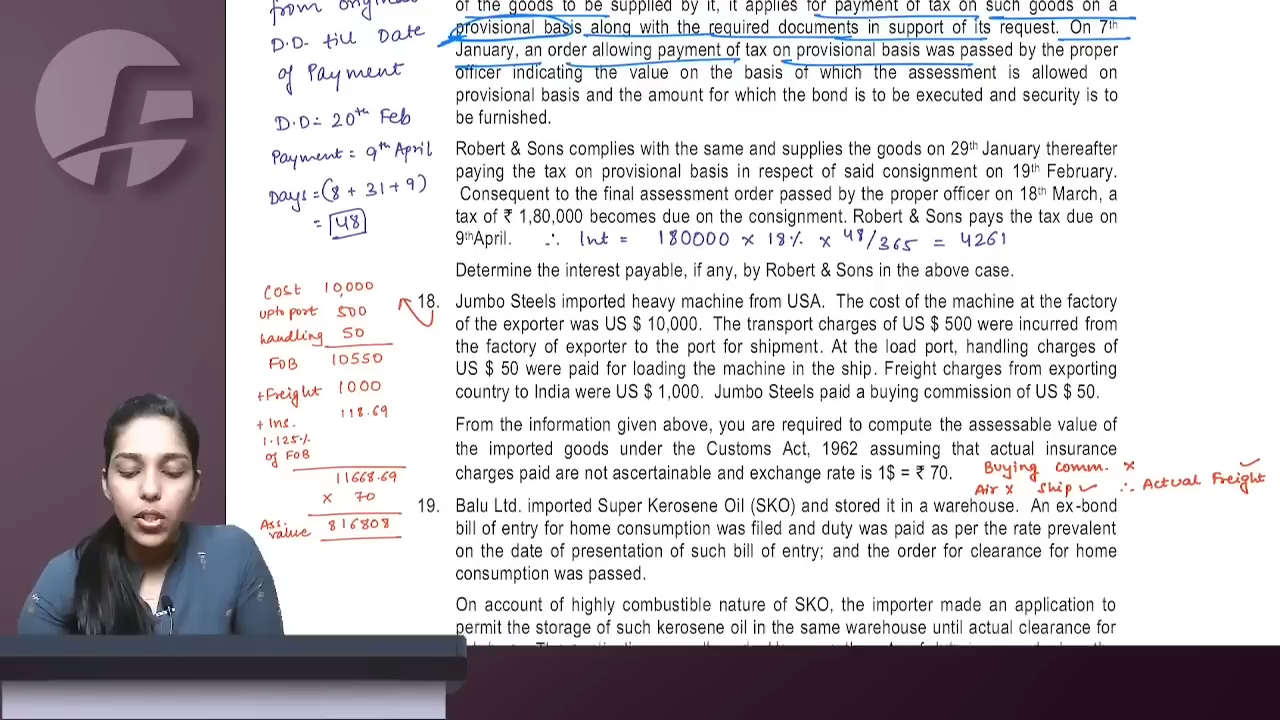 from original
D.D. till Date
of Payment
D.D = 20th Feb
Payment = 9th April
Days = (8 + 31 + 9)
= 48
of the goods to be supplied by it, it applies for payment of tax on such goods on a
provisional basis along with the required documents in support of its request. On 7th
January, an order allowing payment of tax on provisional basis was passed by the proper
officer indicating the value on the basis of which the assessment is allowed on
provisional basis and the amount for which the bond is to be executed and security is to
be furnished.
Robert & Sons complies with the same and supplies the goods on 29th January thereafter
paying the tax on provisional basis in respect of said consignment on 19th February.
Consequent to the final assessment order passed by the proper officer on 18th March, a
tax of ₹ 1,80,000 becomes due on the consignment. Robert & Sons pays the tax due on
9thApril. ∴ Int = 180000 × 18% × 48/365 = 4261
Determine the interest payable, if any, by Robert & Sons in the above case.
Cost 10,000
upto port 500
handling 50
FOB 10550
+Freight 1000
+ Ins. 118.69
1.125%
of FOB
11668.69
× 70
Ass. value 816808
18. Jumbo Steels imported heavy machine from USA. The cost of the machine at the factory
of the exporter was US $ 10,000. The transport charges of US $ 500 were incurred from
the factory of exporter to the port for shipment. At the load port, handling charges of
US $ 50 were paid for loading the machine in the ship. Freight charges from exporting
country to India were US $ 1,000. Jumbo Steels paid a buying commission of US $ 50.
From the information given above, you are required to compute the assessable value of
the imported goods under the Customs Act, 1962 assuming that actual insurance
charges paid are not ascertainable and exchange rate is 1$ = ₹ 70.
Buying comm. ×
Air × Ship ✓ ∴ Actual Freight ✓
19. Balu Ltd. imported Super Kerosene Oil (SKO) and stored it in a warehouse. An ex-bond
bill of entry for home consumption was filed and duty was paid as per the rate prevalent
on the date of presentation of such bill of entry; and the order for clearance for home
consumption was passed.
On account of highly combustible nature of SKO, the importer made an application to
permit the storage of such kerosene oil in the same warehouse until actual clearance for